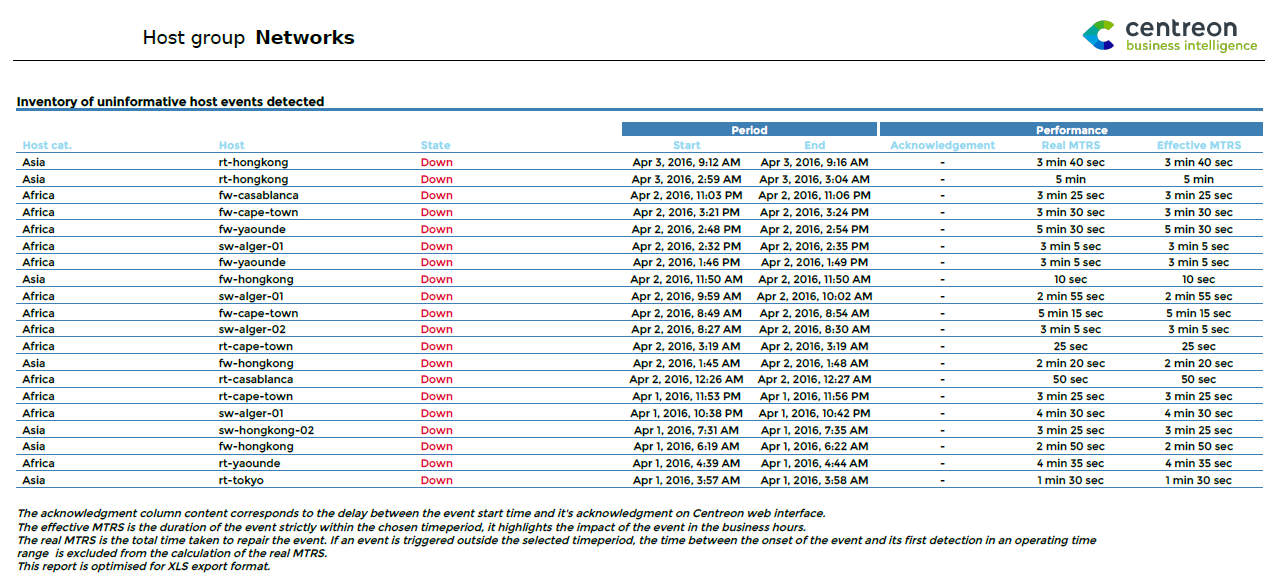 Host group Networks
centreon
business intelligence
Inventory of uninformative host events detected
Period Performance
Host cat. Host State Start End Acknowledgement Real MTRS Effective MTRS
Asia rt-hongkong Down Apr 3, 2016, 9:12 AM Apr 3, 2016, 9:16 AM - 3 min 40 sec 3 min 40 sec
Asia rt-hongkong Down Apr 3, 2016, 2:59 AM Apr 3, 2016, 3:04 AM - 5 min 5 min
Africa fw-casablanca Down Apr 2, 2016, 11:03 PM Apr 2, 2016, 11:06 PM - 3 min 25 sec 3 min 25 sec
Africa fw-cape-town Down Apr 2, 2016, 3:21 PM Apr 2, 2016, 3:24 PM - 3 min 30 sec 3 min 30 sec
Africa fw-yaounde Down Apr 2, 2016, 2:48 PM Apr 2, 2016, 2:54 PM - 5 min 30 sec 5 min 30 sec
Africa sw-alger-01 Down Apr 2, 2016, 2:32 PM Apr 2, 2016, 2:35 PM - 3 min 5 sec 3 min 5 sec
Africa fw-yaounde Down Apr 2, 2016, 1:46 PM Apr 2, 2016, 1:49 PM - 3 min 5 sec 3 min 5 sec
Asia fw-hongkong Down Apr 2, 2016, 11:50 AM Apr 2, 2016, 11:50 AM - 10 sec 10 sec
Africa sw-alger-01 Down Apr 2, 2016, 9:59 AM Apr 2, 2016, 10:02 AM - 2 min 55 sec 2 min 55 sec
Africa fw-cape-town Down Apr 2, 2016, 8:49 AM Apr 2, 2016, 8:54 AM - 5 min 15 sec 5 min 15 sec
Africa sw-alger-02 Down Apr 2, 2016, 8:27 AM Apr 2, 2016, 8:30 AM - 3 min 5 sec 3 min 5 sec
Africa rt-cape-town Down Apr 2, 2016, 3:19 AM Apr 2, 2016, 3:19 AM - 25 sec 25 sec
Asia fw-hongkong Down Apr 2, 2016, 1:45 AM Apr 2, 2016, 1:48 AM - 2 min 20 sec 2 min 20 sec
Africa rt-casablanca Down Apr 2, 2016, 12:26 AM Apr 2, 2016, 12:27 AM - 50 sec 50 sec
Africa rt-cape-town Down Apr 1, 2016, 11:53 PM Apr 1, 2016, 11:56 PM - 3 min 25 sec 3 min 25 sec
Africa sw-alger-01 Down Apr 1, 2016, 10:38 PM Apr 1, 2016, 10:42 PM - 4 min 30 sec 4 min 30 sec
Asia sw-hongkong-02 Down Apr 1, 2016, 7:31 AM Apr 1, 2016, 7:35 AM - 3 min 25 sec 3 min 25 sec
Asia fw-hongkong Down Apr 1, 2016, 6:19 AM Apr 1, 2016, 6:22 AM - 2 min 50 sec 2 min 50 sec
Africa rt-yaounde Down Apr 1, 2016, 4:39 AM Apr 1, 2016, 4:44 AM - 4 min 35 sec 4 min 35 sec
Asia rt-tokyo Down Apr 1, 2016, 3:57 AM Apr 1, 2016, 3:58 AM - 1 min 30 sec 1 min 30 sec
The acknowledgment column content corresponds to the delay between the event start time and it's acknowledgment on Centreon web interface.
The effective MTRS is the duration of the event strictly within the chosen timeperiod, it highlights the impact of the event in the business hours.
The real MTRS is the total time taken to repair the event. If an event is triggered outside the selected timeperiod, the time between the onset of the event and its first detection in an operating time
range is excluded from the calculation of the real MTRS.
This report is optimised for XLS export format.